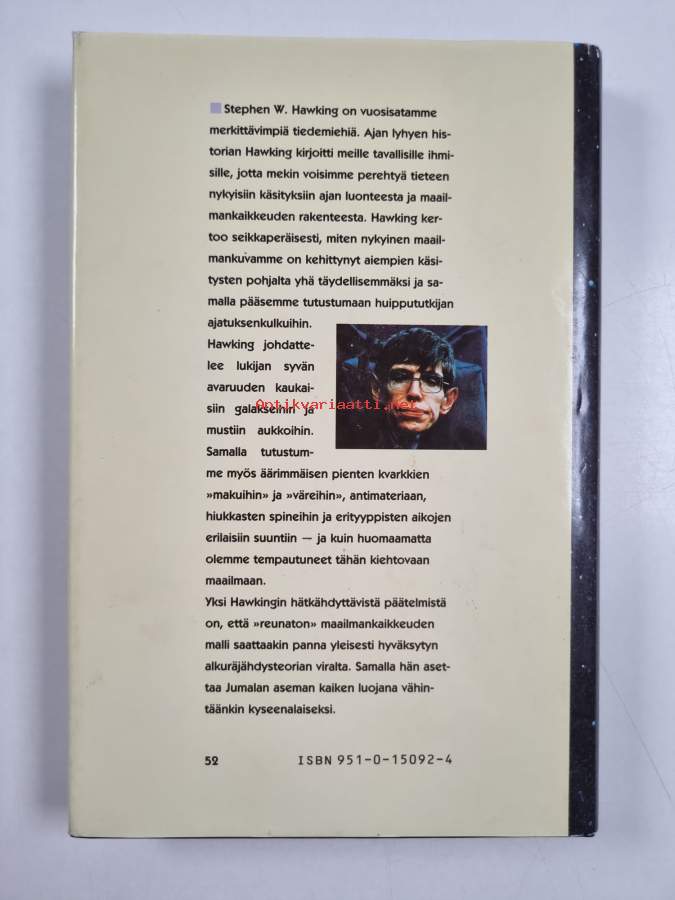 Stephen W. Hawking on vuosisatamme
merkittävimpiä tiedemiehiä. Ajan lyhyen his-
torian Hawking kirjoitti meille tavallisille ihmi-
sille, jotta mekin voisimme perehtyä tieteen
nykyisiin käsityksiin ajan luonteesta ja maail-
mankaikkeuden rakenteesta. Hawking ker-
too seikkaperäisesti, miten nykyinen maail-
mankuvamme on kehittynyt aiempien käsi-
tysten pohjalta yhä täydellisemmäksi ja sa-
malla pääsemme tutustumaan huippututkijan
ajatuksenkulkuihin.
Hawking johdatte-
lee lukijan syvän
avaruuden kaukai-
siin galakseihin ja
mustiin aukkoihin.
Samalla tutustum-
me myös äärimmäisen pienten kvarkkien
»makuihin» ja »väreihin», antimateriaan,
hiukkasten spineihin ja erityyppisten aikojen
erilaisiin suuntiin — ja kuin huomaamatta
olemme tempautuneet tähän kiehtovaan
maailmaan.
Yksi Hawkingin hätkähdyttävistä päätelmistä
on, että »reunaton» maailmankaikkeuden
malli saattaakin panna yleisesti hyväksytyn
alkuräjähdysteorian viralta. Samalla hän aset-
taa Jumalan aseman kaiken luojana vähin-
täänkin kyseenalaiseksi.
52 ISBN 951-0-15092-4
Antikvariaatti.net